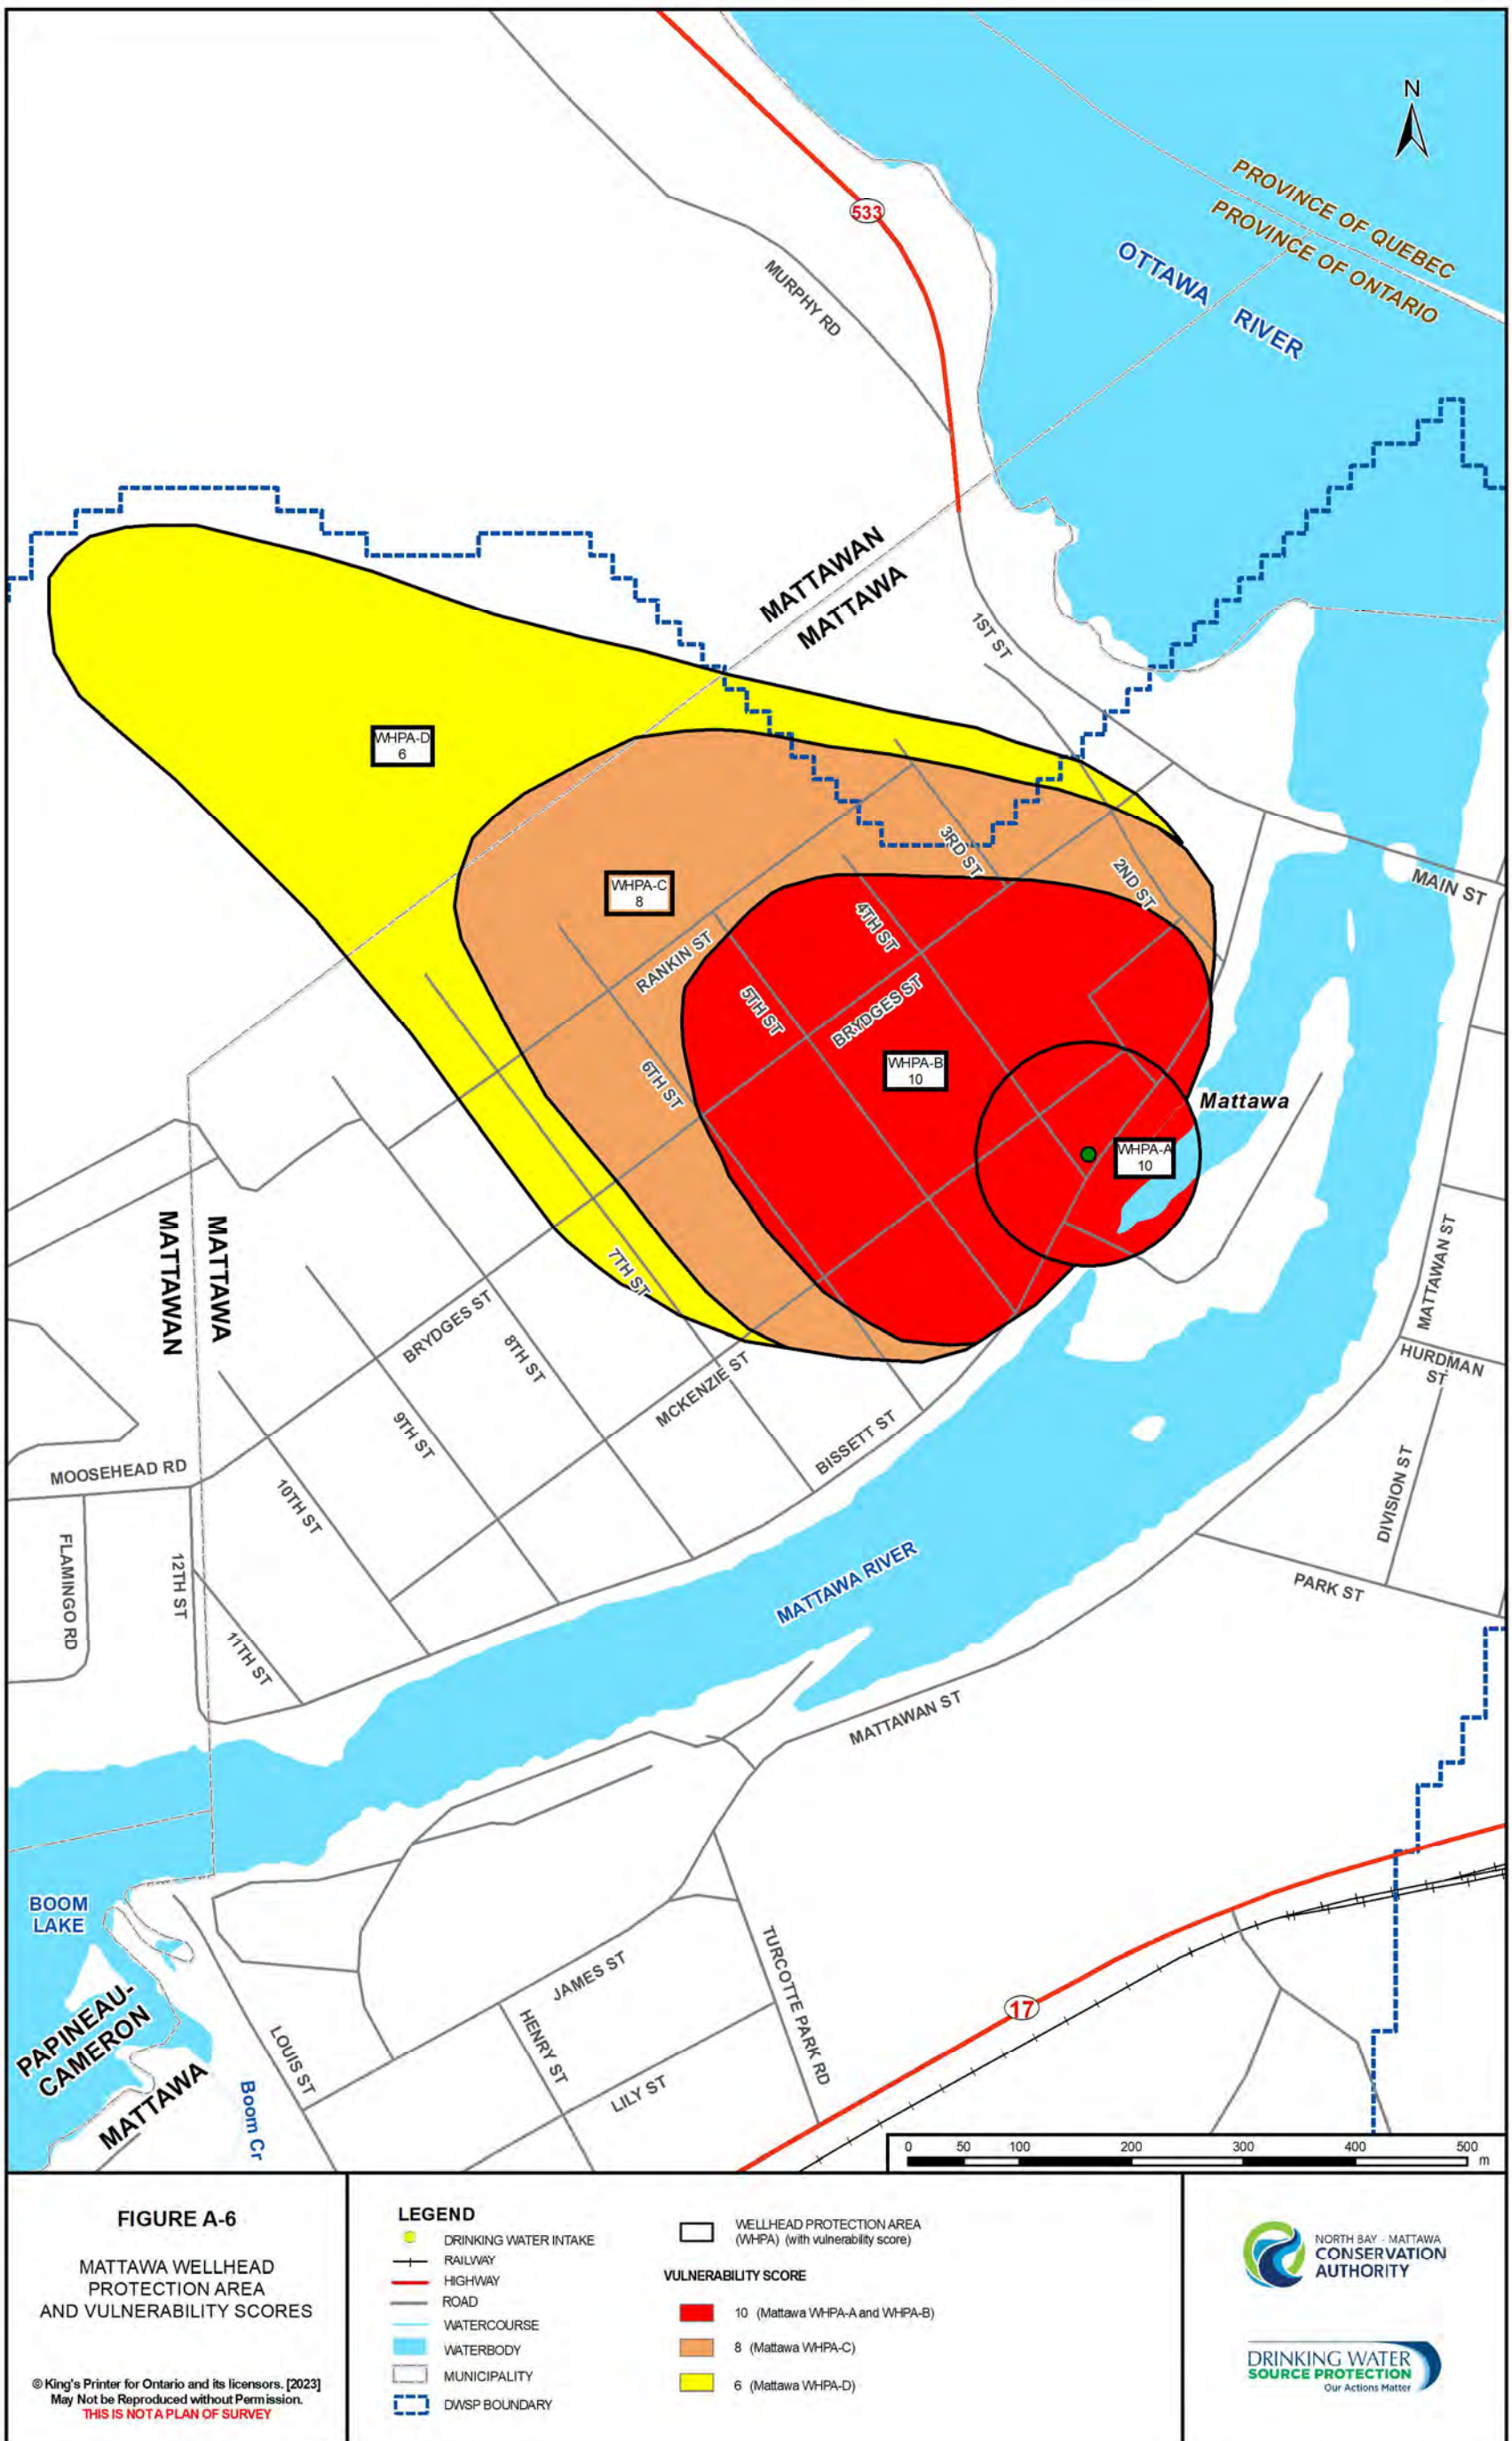 N
533
PROVINCE OF QUEBEC
PROVINCE OF ONTARIO
OTTAWA RIVER
MURPHY RD
MATTAWAN
MATTAWA
1ST ST
WHPA-D
6
3RD ST
2ND ST
MAIN ST
WHPA-C
8
4TH ST
RANKIN ST
5TH ST
BRYDGES ST
6TH ST
WHPA-B
10
Mattawa
WHPA-A
10
MATTAWAN
MATTAWA
7TH ST
MATTAWAN ST
BRYDGES ST
8TH ST
HURDMAN
ST
MCKENZIE ST
9TH ST
BISSETT ST
MOOSEHEAD RD
10TH ST
DIVISION ST
FLAMINGO RD
12TH ST
MATTAWA RIVER
PARK ST
11TH ST
MATTAWAN ST
BOOM
LAKE
JAMES ST
TURCOTTE PARK RD
17
PAPINEAU-
CAMERON
HENRY ST
LOUIS ST
LILY ST
MATTAWA
Boom Cr
0 50 100 200 300 400 500
m
FIGURE A-6
MATTAWA WELLHEAD
PROTECTION AREA
AND VULNERABILITY SCORES
© King's Printer for Ontario and its licensors. [2023]
May Not be Reproduced without Permission.
THIS IS NOT A PLAN OF SURVEY
LEGEND
DRINKING WATER INTAKE
RAILWAY
HIGHWAY
ROAD
WATERCOURSE
WATERBODY
MUNICIPALITY
DWSP BOUNDARY
WELLHEAD PROTECTION AREA
(WHPA) (with vulnerability score)
VULNERABILITY SCORE
10 (Mattawa WHPA-A and WHPA-B)
8 (Mattawa WHPA-C)
6 (Mattawa WHPA-D)
NORTH BAY - MATTAWA
CONSERVATION
AUTHORITY
DRINKING WATER
SOURCE PROTECTION
Our Actions Matter